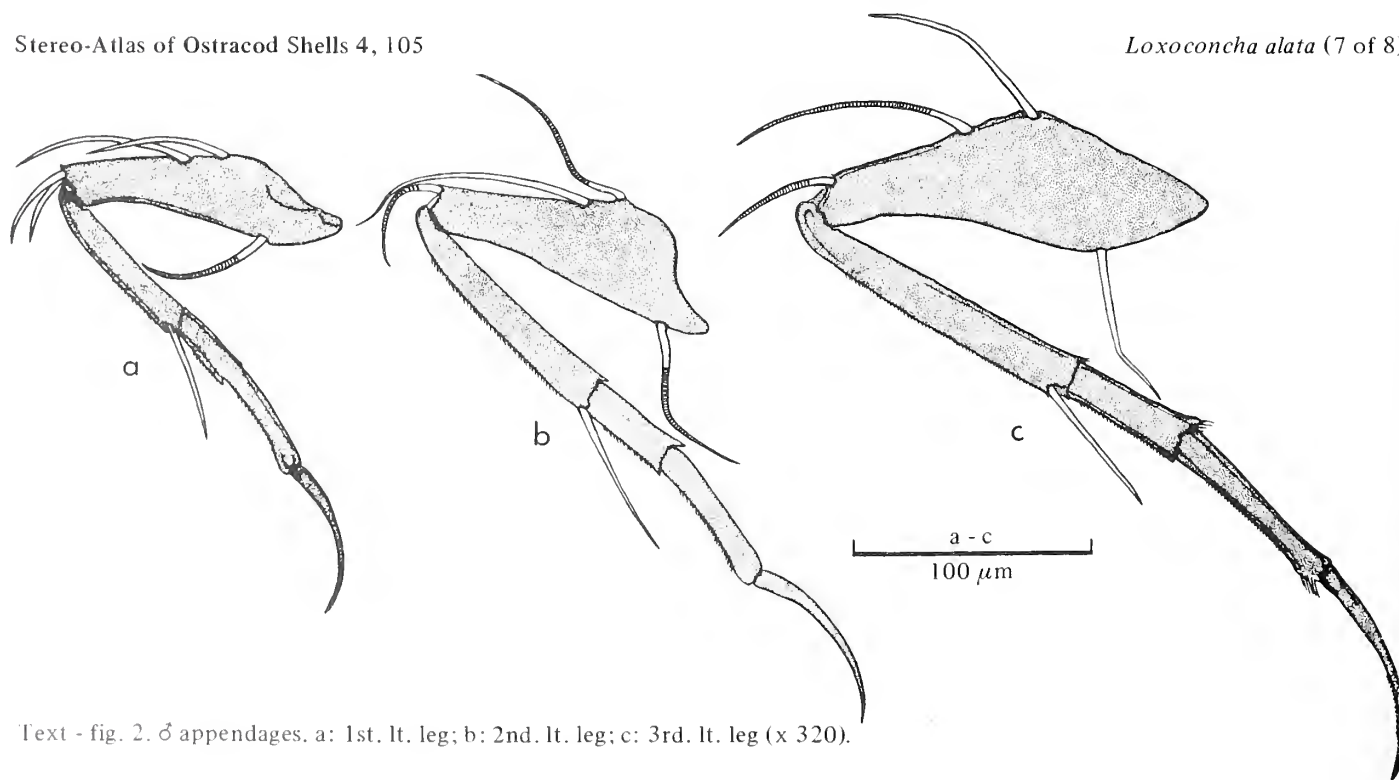 Stereo-Atlas of Ostracod Shells 4, 105
Loxoconcha alata (7 of 8)
a
b
c
a - c
100 μm
Text - fig. 2. ♂ appendages. a: 1st. lt. leg; b: 2nd. lt. leg; c: 3rd. lt. leg (x 320).